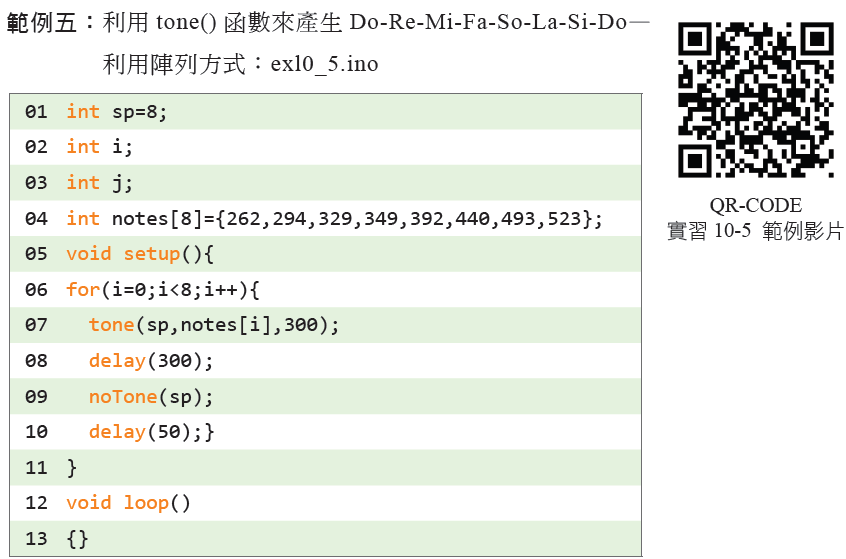 範例五：利用 tone() 函數來產生 Do-Re-Mi-Fa-So-La-Si-Do—
利用陣列方式：ex10_5.ino
01 int sp=8;
02 int i;
03 int j;
04 int notes[8]={262,294,329,349,392,440,493,523};
05 void setup(){
06 for(i=0;i<8;i++){
07   tone(sp,notes[i],300);
08   delay(300);
09   noTone(sp);
10   delay(50);}
11 }
12 void loop()
13 {}
QR-CODE
實習 10-5 範例影片